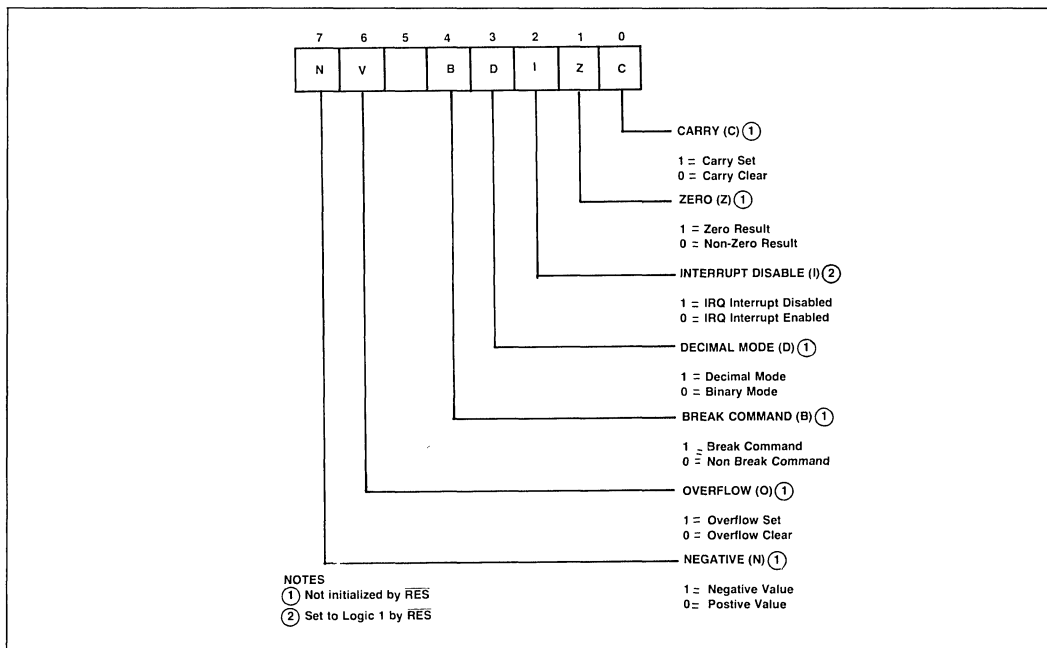 7 6 5 4 3 2 1 0
N V B D I Z C
CARRY (C) ①
1 = Carry Set
0 = Carry Clear
ZERO (Z) ①
1 = Zero Result
0 = Non-Zero Result
INTERRUPT DISABLE (I) ②
1 = IRQ Interrupt Disabled
0 = IRQ Interrupt Enabled
DECIMAL MODE (D) ①
1 = Decimal Mode
0 = Binary Mode
BREAK COMMAND (B) ①
1 = Break Command
0 = Non Break Command
OVERFLOW (O) ①
1 = Overflow Set
0 = Overflow Clear
NEGATIVE (N) ①
1 = Negative Value
0 = Postive Value
NOTES
① Not initialized by R̅E̅S̅
② Set to Logic 1 by R̅E̅S̅